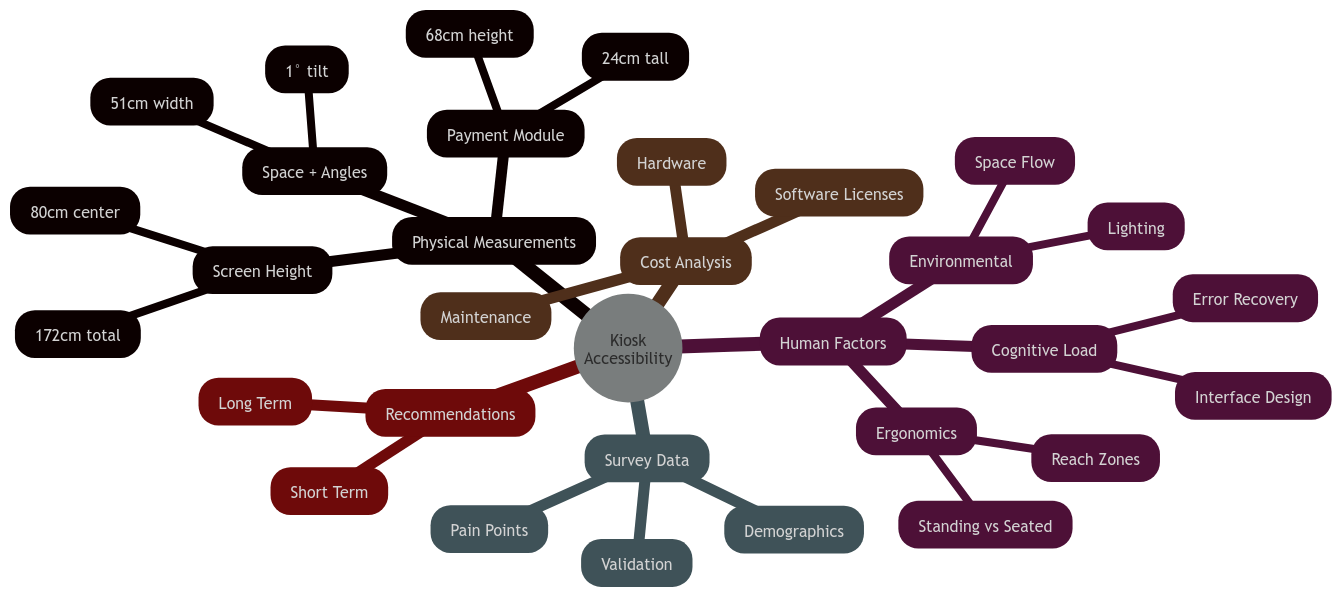 68cm height
24cm tall
1° tilt
51cm width
Payment Module
Space + Angles
Hardware
Space Flow
Software Licenses
80cm center
Lighting
Physical Measurements
Cost Analysis
Environmental
Screen Height
Error Recovery
Maintenance
172cm total
Kiosk
Accessibility
Human Factors
Cognitive Load
Interface Design
Long Term
Recommendations
Ergonomics
Survey Data
Reach Zones
Short Term
Pain Points
Demographics
Standing vs Seated
Validation